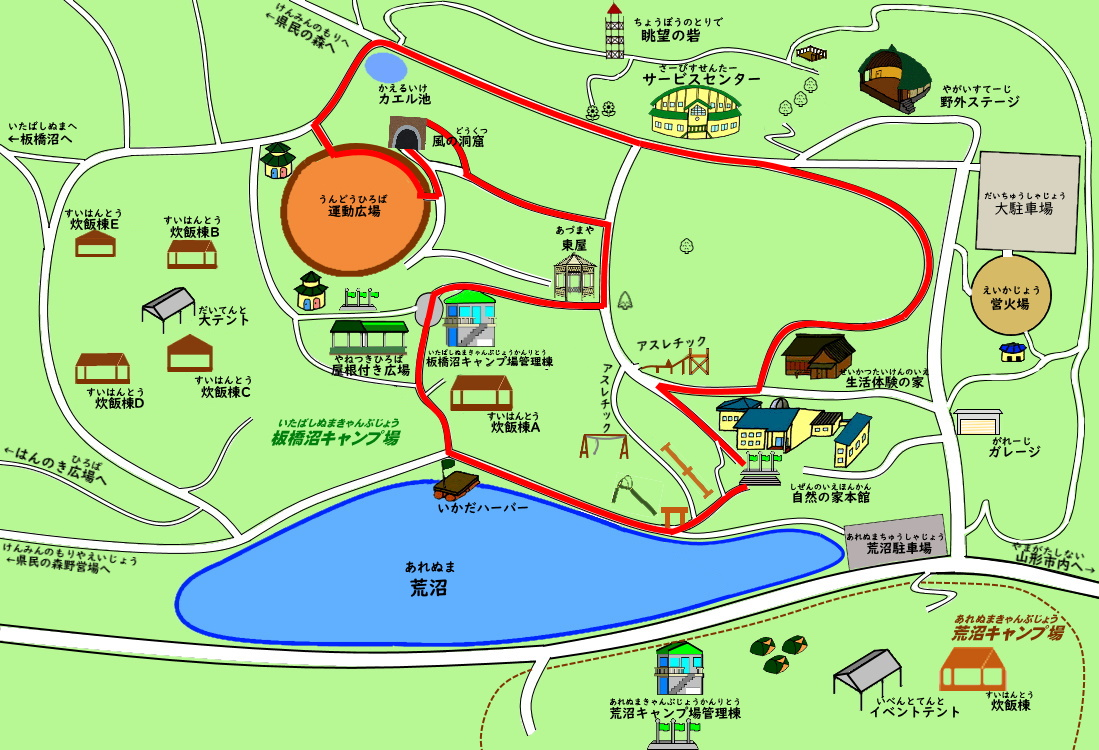 けんみんのもりへ
←県民の森へ
ちょうぼうのとりで
眺望の砦
さーびすせんたー
サービスセンター
やがいすてーじ
野外ステージ
かえるいけ
カエル池
いたばしぬまへ
←板橋沼へ
どうくつ
風の洞窟
だいちゅうしゃじょう
大駐車場
うんどうひろば
運動広場
すいはんとう
炊飯棟E
すいはんとう
炊飯棟B
あづまや
東屋
えいかじょう
営火場
だいてんと
大テント
やねつきひろば
屋根付き広場
いたばしぬまきゃんぷじょうかんりとう
板橋沼キャンプ場管理棟
アスレチック
せいかつたいけんのいえ
生活体験の家
すいはんとう
炊飯棟D
すいはんとう
炊飯棟C
アスレチック
すいはんとう
炊飯棟A
いたばしぬまきゃんぷじょう
板橋沼キャンプ場
がれーじ
ガレージ
ひろば
←はんのき広場へ
しぜんのいえほんかん
自然の家本館
いかだハーバー
けんみんのもりやえいじょう
←県民の森野営場へ
あれぬまちゅうしゃじょう
荒沼駐車場
やまがたしない
山形市内へ→
あれぬま
荒沼
あれぬまきゃんぷじょう
荒沼キャンプ場
あれぬまきゃんぷじょうかんりとう
荒沼キャンプ場管理棟
いべんとてんと
イベントテント
すいはんとう
炊飯棟